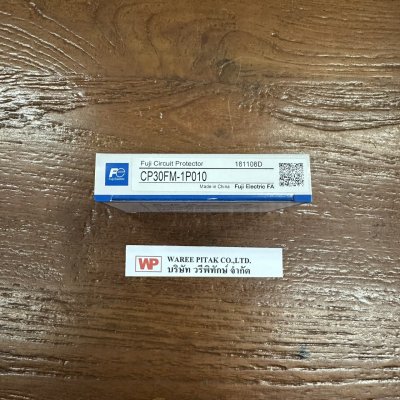 Fuji Circuit Protector 161108D
CP30FM-1P010
Made in China Fuji Electric FA
WP
WAREE PITAK CO.,LTD.
บริษัท วรีพิทักษ์ จำกัด